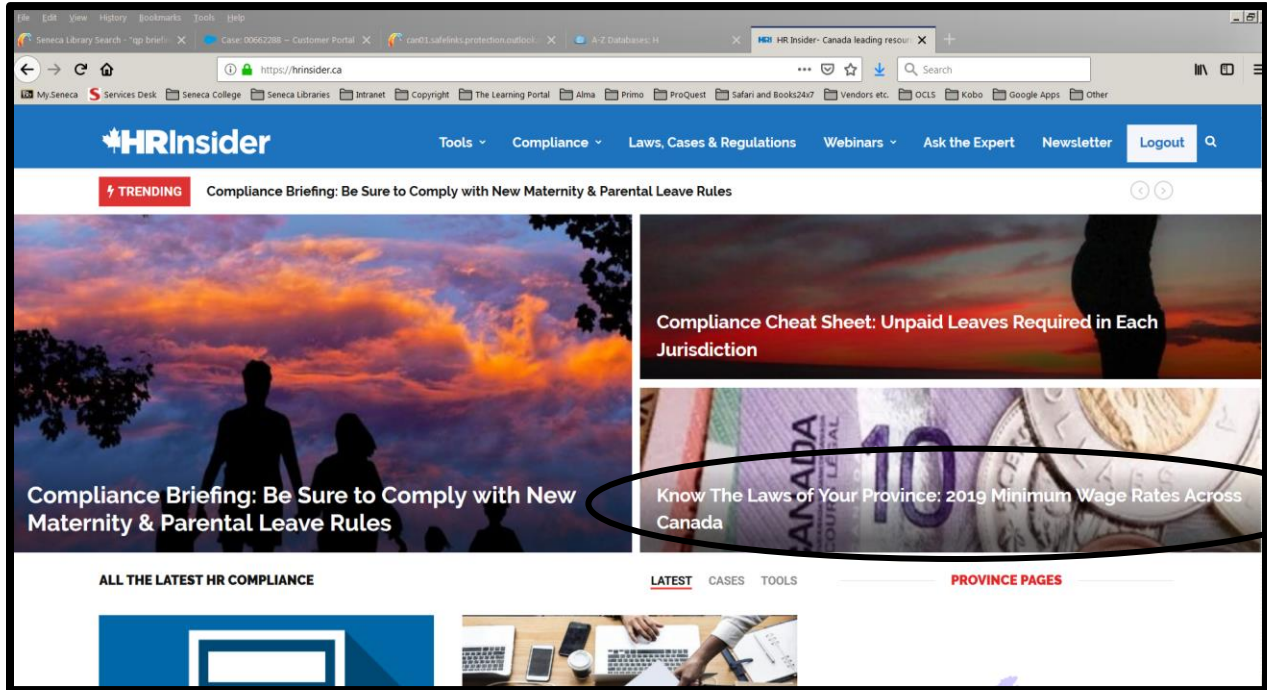 File Edit View History Bookmarks Tools Help
Seneca Library Search - "qp briefi
Case: 00662288 – Customer Portal
can01.safelinks.protection.outlook.
A-Z Databases: H
HRI HR Insider- Canada leading resour
https://hrinsider.ca
Search
My.Seneca Services Desk Seneca College Seneca Libraries Intranet Copyright The Learning Portal Alma Primo ProQuest Safari and Books24x7 Vendors etc. OCLS Kobo Google Apps Other
HRInsider
Tools Compliance Laws, Cases & Regulations Webinars Ask the Expert Newsletter Logout
TRENDING Compliance Briefing: Be Sure to Comply with New Maternity & Parental Leave Rules
Compliance Briefing: Be Sure to Comply with New
Maternity & Parental Leave Rules
Compliance Cheat Sheet: Unpaid Leaves Required in Each
Jurisdiction
CANADA
10
Know The Laws of Your Province: 2019 Minimum Wage Rates Across
Canada
ALL THE LATEST HR COMPLIANCE
LATEST CASES TOOLS
PROVINCE PAGES